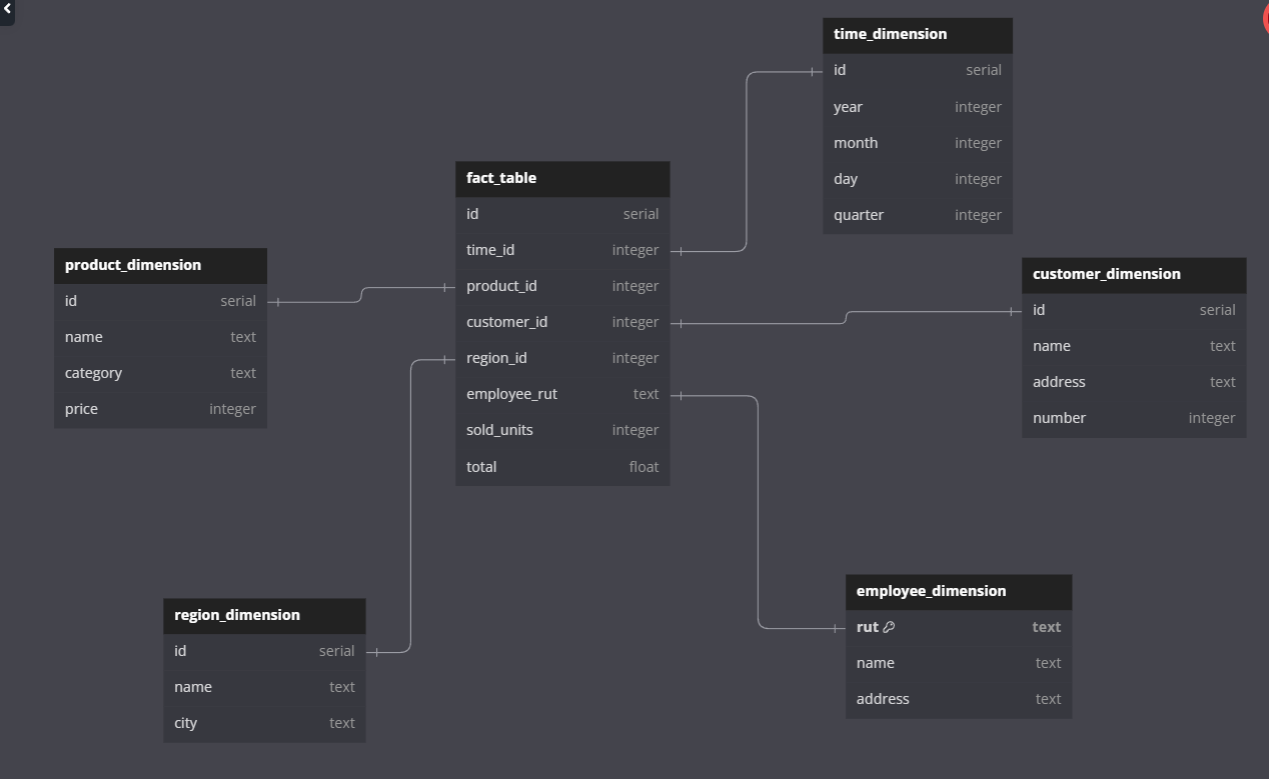 time_dimension
id serial
year integer
month integer
day integer
quarter integer
fact_table
id serial
time_id integer
product_id integer
customer_id integer
region_id integer
employee_rut text
sold_units integer
total float
product_dimension
id serial
name text
category text
price integer
customer_dimension
id serial
name text
address text
number integer
region_dimension
id serial
name text
city text
employee_dimension
rut text
name text
address text